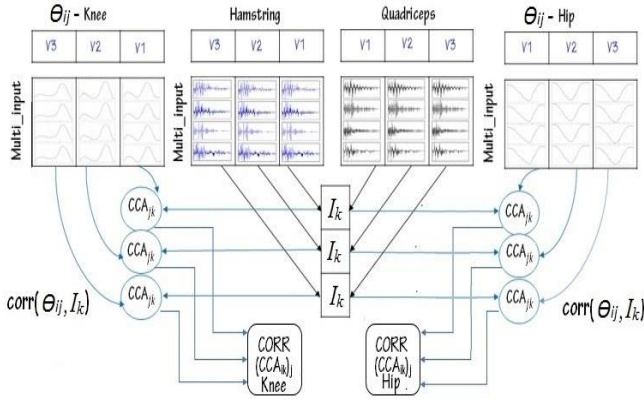 θij - Knee
Hamstring
Quadriceps
θij - Hip
V3 V2 V1
V3 V2 V1
V1 V2 V3
V1 V2 V3
Multi_input
Multi_input
Multi_input
CCAjk
Ik
CCAjk
CCAjk
Ik
CCAjk
CCAjk
Ik
CCAjk
corr(θij, Ik)
corr(θij, Ik)
CORR
(CCAlk)j
Knee
CORR
(CCAlk)j
Hip